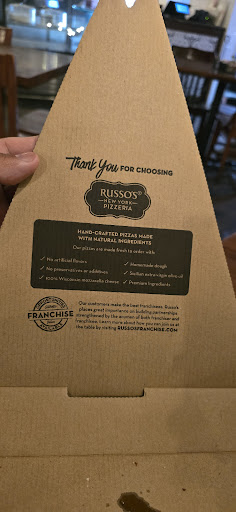 Thank You FOR CHOOSING
RUSSO'S®
NEW YORK
PIZZERIA
HAND-CRAFTED PIZZAS MADE
WITH NATURAL INGREDIENTS
Our pizzas are made fresh to order with:
✓ No artificial flavors
✓ No preservatives or additives
✓ 100% Wisconsin mozzarella cheese
✓ Homemade dough
✓ Sicilian extra virgin olive oil
✓ Premium Ingredients
FRANCHISE
Our customers make the best franchisees. Russo's
places great importance on building partnerships
strengthened by the ambition of both franchisor and
franchisee. Learn more about how you can join us at
the table by visiting RUSSOSFRANCHISE.COM